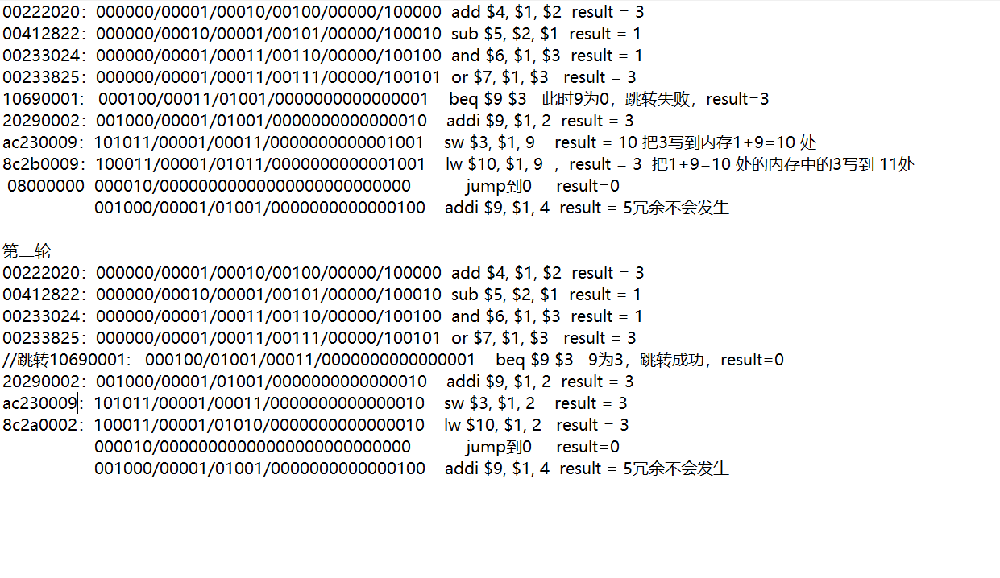 00222020：000000/00001/00010/00100/00000/100000 add $4, $1, $2 result = 3
00412822：000000/00010/00001/00101/00000/100010 sub $5, $2, $1 result = 1
00233024：000000/00001/00011/00110/00000/100100 and $6, $1, $3 result = 1
00233825：000000/00001/00011/00111/00000/100101 or $7, $1, $3 result = 3
10690001： 000100/00011/01001/0000000000000001 beq $9 $3 此时9为0，跳转失败，result=3
20290002：001000/00001/01001/0000000000000010 addi $9, $1, 2 result = 3
ac230009：101011/00001/00011/0000000000001001 sw $3, $1, 9 result = 10 把3写到内存1+9=10 处
8c2b0009：100011/00001/01011/0000000000001001 lw $10, $1, 9 ，result = 3 把1+9=10 处的内存中的3写到 11处
08000000 000010/00000000000000000000000000 jump到0 result=0
001000/00001/01001/0000000000000100 addi $9, $1, 4 result = 5冗余不会发生
第二轮
00222020：000000/00001/00010/00100/00000/100000 add $4, $1, $2 result = 3
00412822：000000/00010/00001/00101/00000/100010 sub $5, $2, $1 result = 1
00233024：000000/00001/00011/00110/00000/100100 and $6, $1, $3 result = 1
00233825：000000/00001/00011/00111/00000/100101 or $7, $1, $3 result = 3
//跳转10690001： 000100/01001/00011/0000000000000001 beq $9 $3 9为3，跳转成功，result=0
20290002：001000/00001/01001/0000000000000010 addi $9, $1, 2 result = 3
ac230009：101011/00001/00011/0000000000000010 sw $3, $1, 2 result = 3
8c2a0002：100011/00001/01010/0000000000000010 lw $10, $1, 2 result = 3
000010/00000000000000000000000000 jump到0 result=0
001000/00001/01001/0000000000000100 addi $9, $1, 4 result = 5冗余不会发生